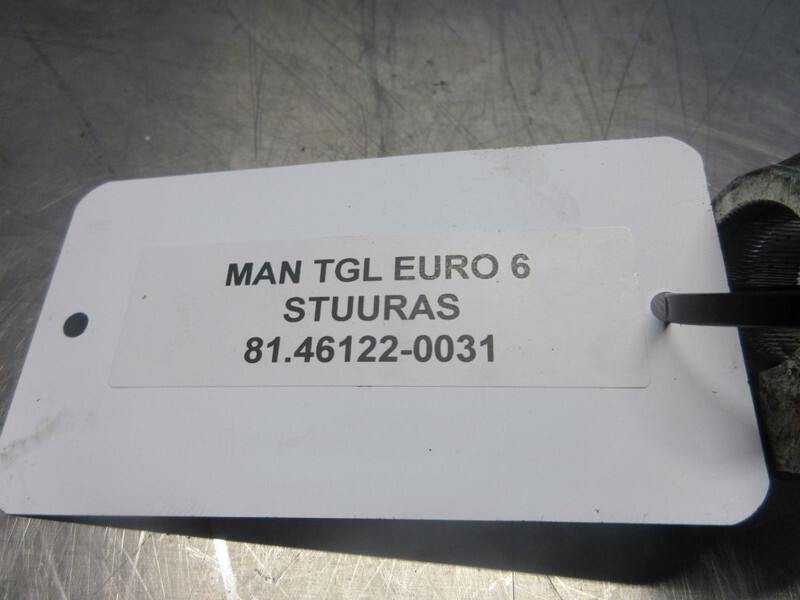 MAN TGL EURO 6
STUURAS
81.46122-0031